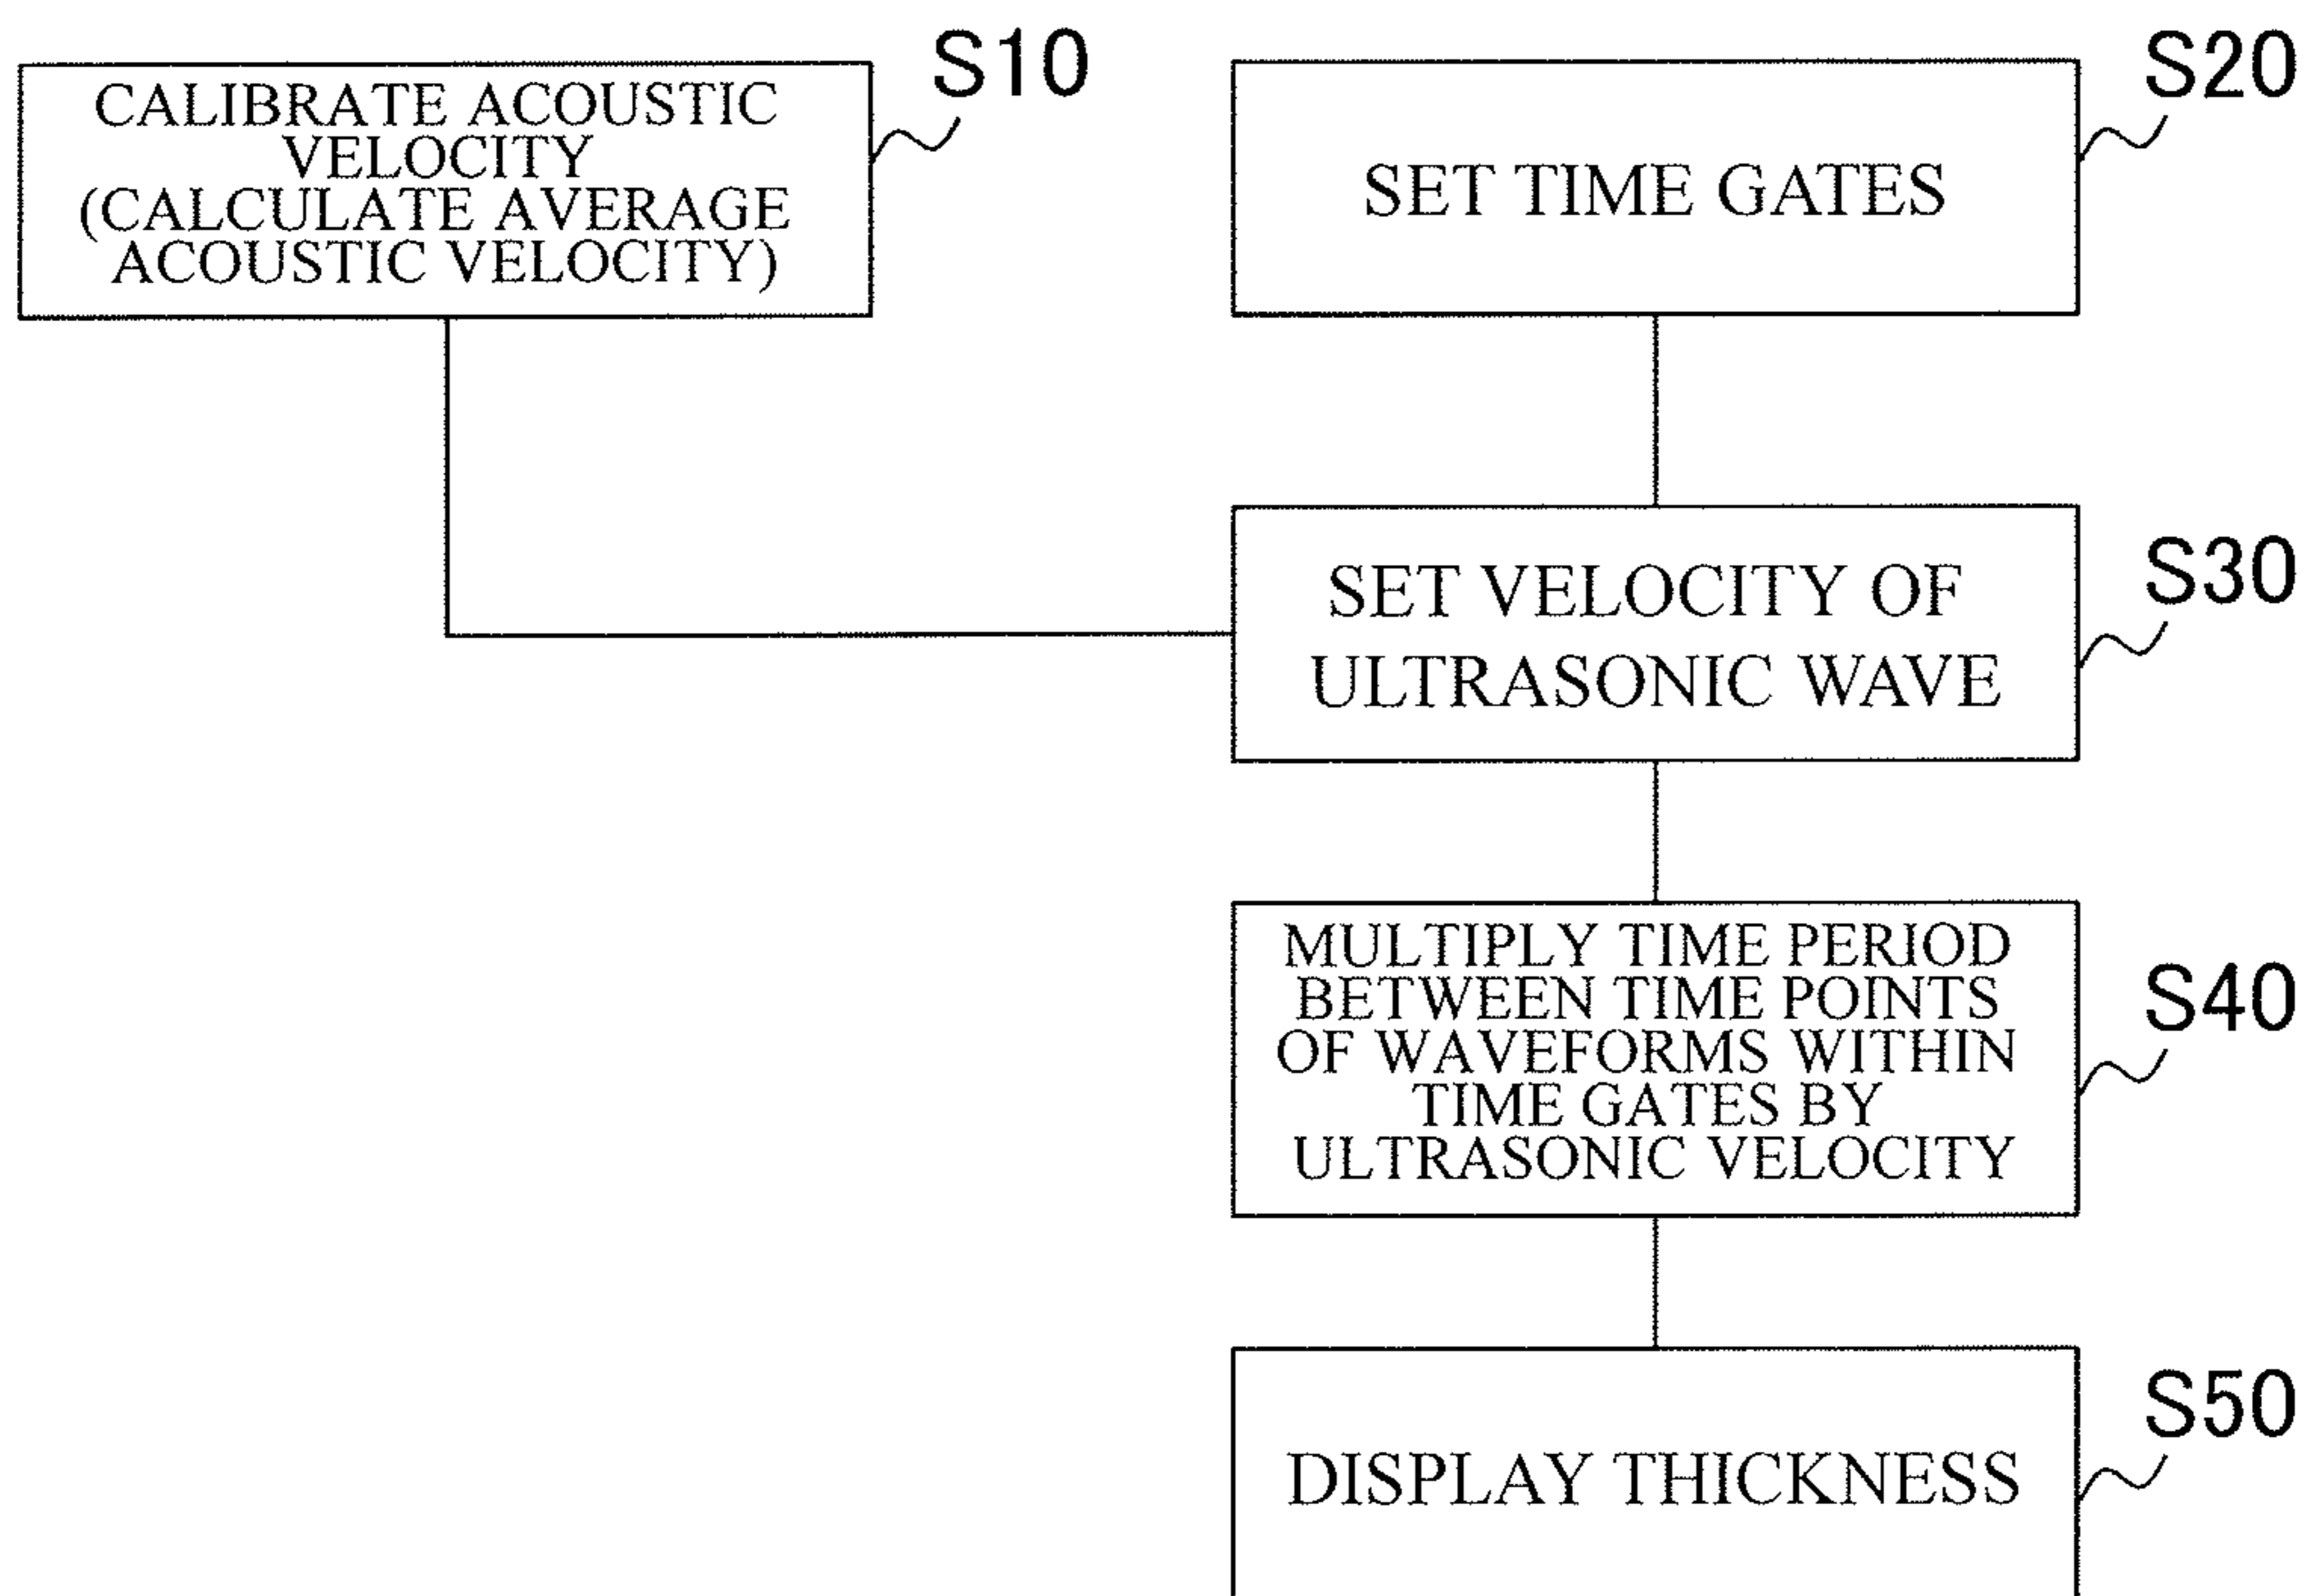 S10
CALIBRATE ACOUSTIC
VELOCITY
(CALCULATE AVERAGE
ACOUSTIC VELOCITY)
S20
SET TIME GATES
S30
SET VELOCITY OF
ULTRASONIC WAVE
S40
MULTIPLY TIME PERIOD
BETWEEN TIME POINTS
OF WAVEFORMS WITHIN
TIME GATES BY
ULTRASONIC VELOCITY
S50
DISPLAY THICKNESS